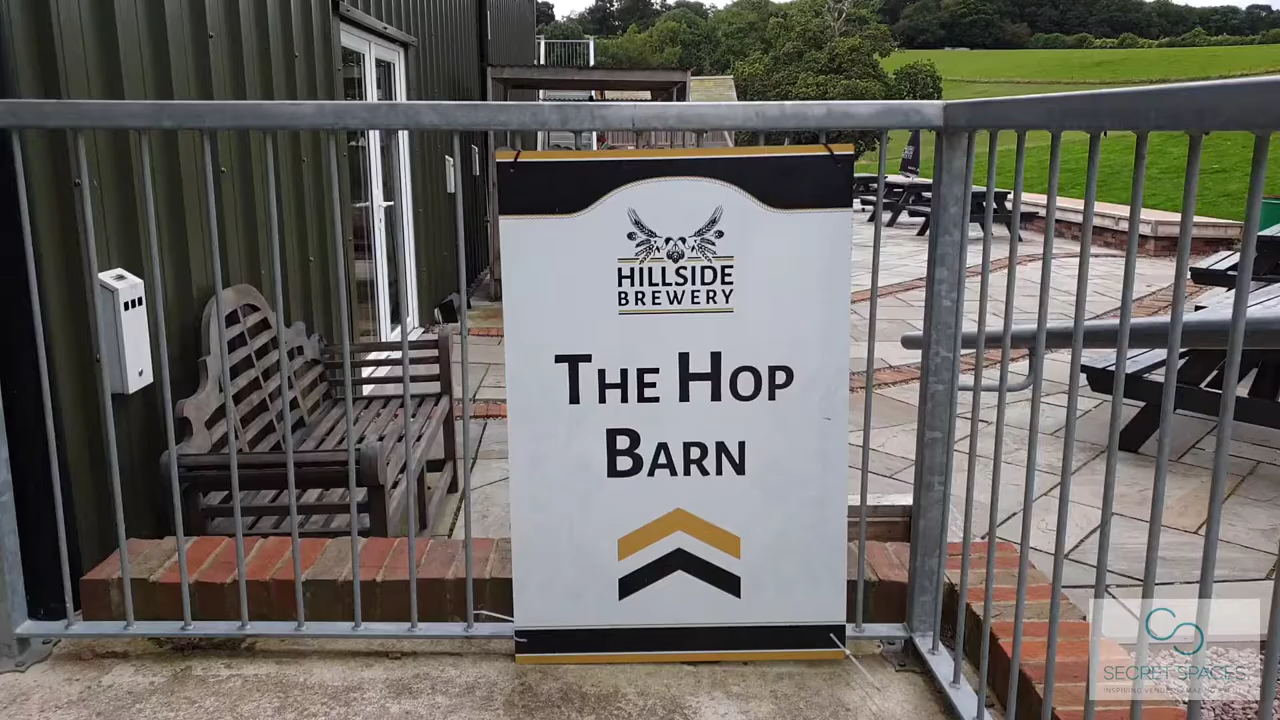 HILLSIDE
BREWERY
THE HOP
BARN
SECRET SPACES